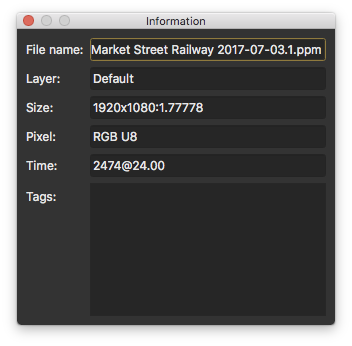 Information
File name: Market Street Railway 2017-07-03.1.ppm
Layer: Default
Size: 1920x1080:1.77778
Pixel: RGB U8
Time: 2474@24.00
Tags: